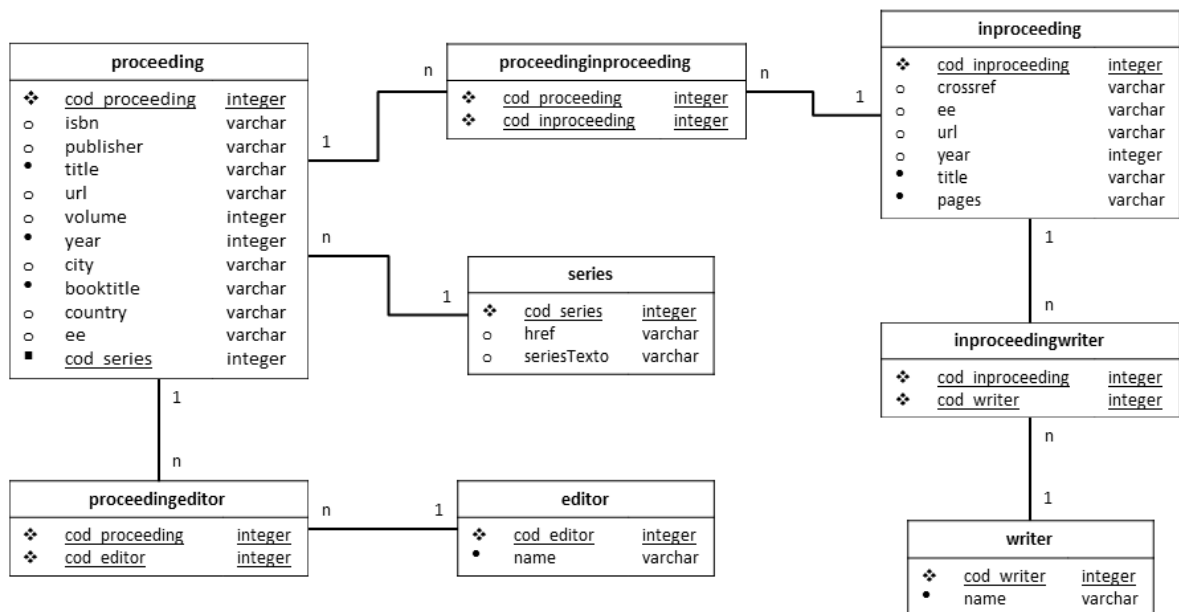 proceeding
cod_proceeding integer
isbn varchar
publisher varchar
title varchar
url varchar
volume integer
year integer
city varchar
booktitle varchar
country varchar
ee varchar
cod_series integer
n
1
proceedinginproceeding
cod_proceeding integer
cod_inproceeding integer
n
1
inproceeding
cod_inproceeding integer
crossref varchar
ee varchar
url varchar
year integer
title varchar
pages varchar
n
1
series
cod_series integer
href varchar
seriesTexto varchar
1
n
inproceedingwriter
cod_inproceeding integer
cod_writer integer
1
n
proceedingeditor
cod_proceeding integer
cod_editor integer
n
1
editor
cod_editor integer
name varchar
n
1
writer
cod_writer integer
name varchar